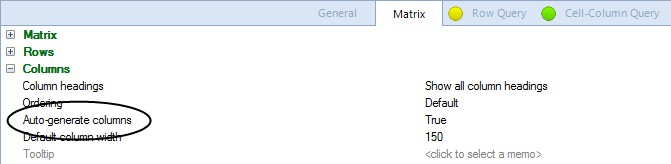 General Matrix Row Query Cell-Column Query
Matrix
Rows
Columns
Column headings Show all column headings
Ordering Default
Auto-generate columns True
Default column width 150
Tooltip <click to select a memo>